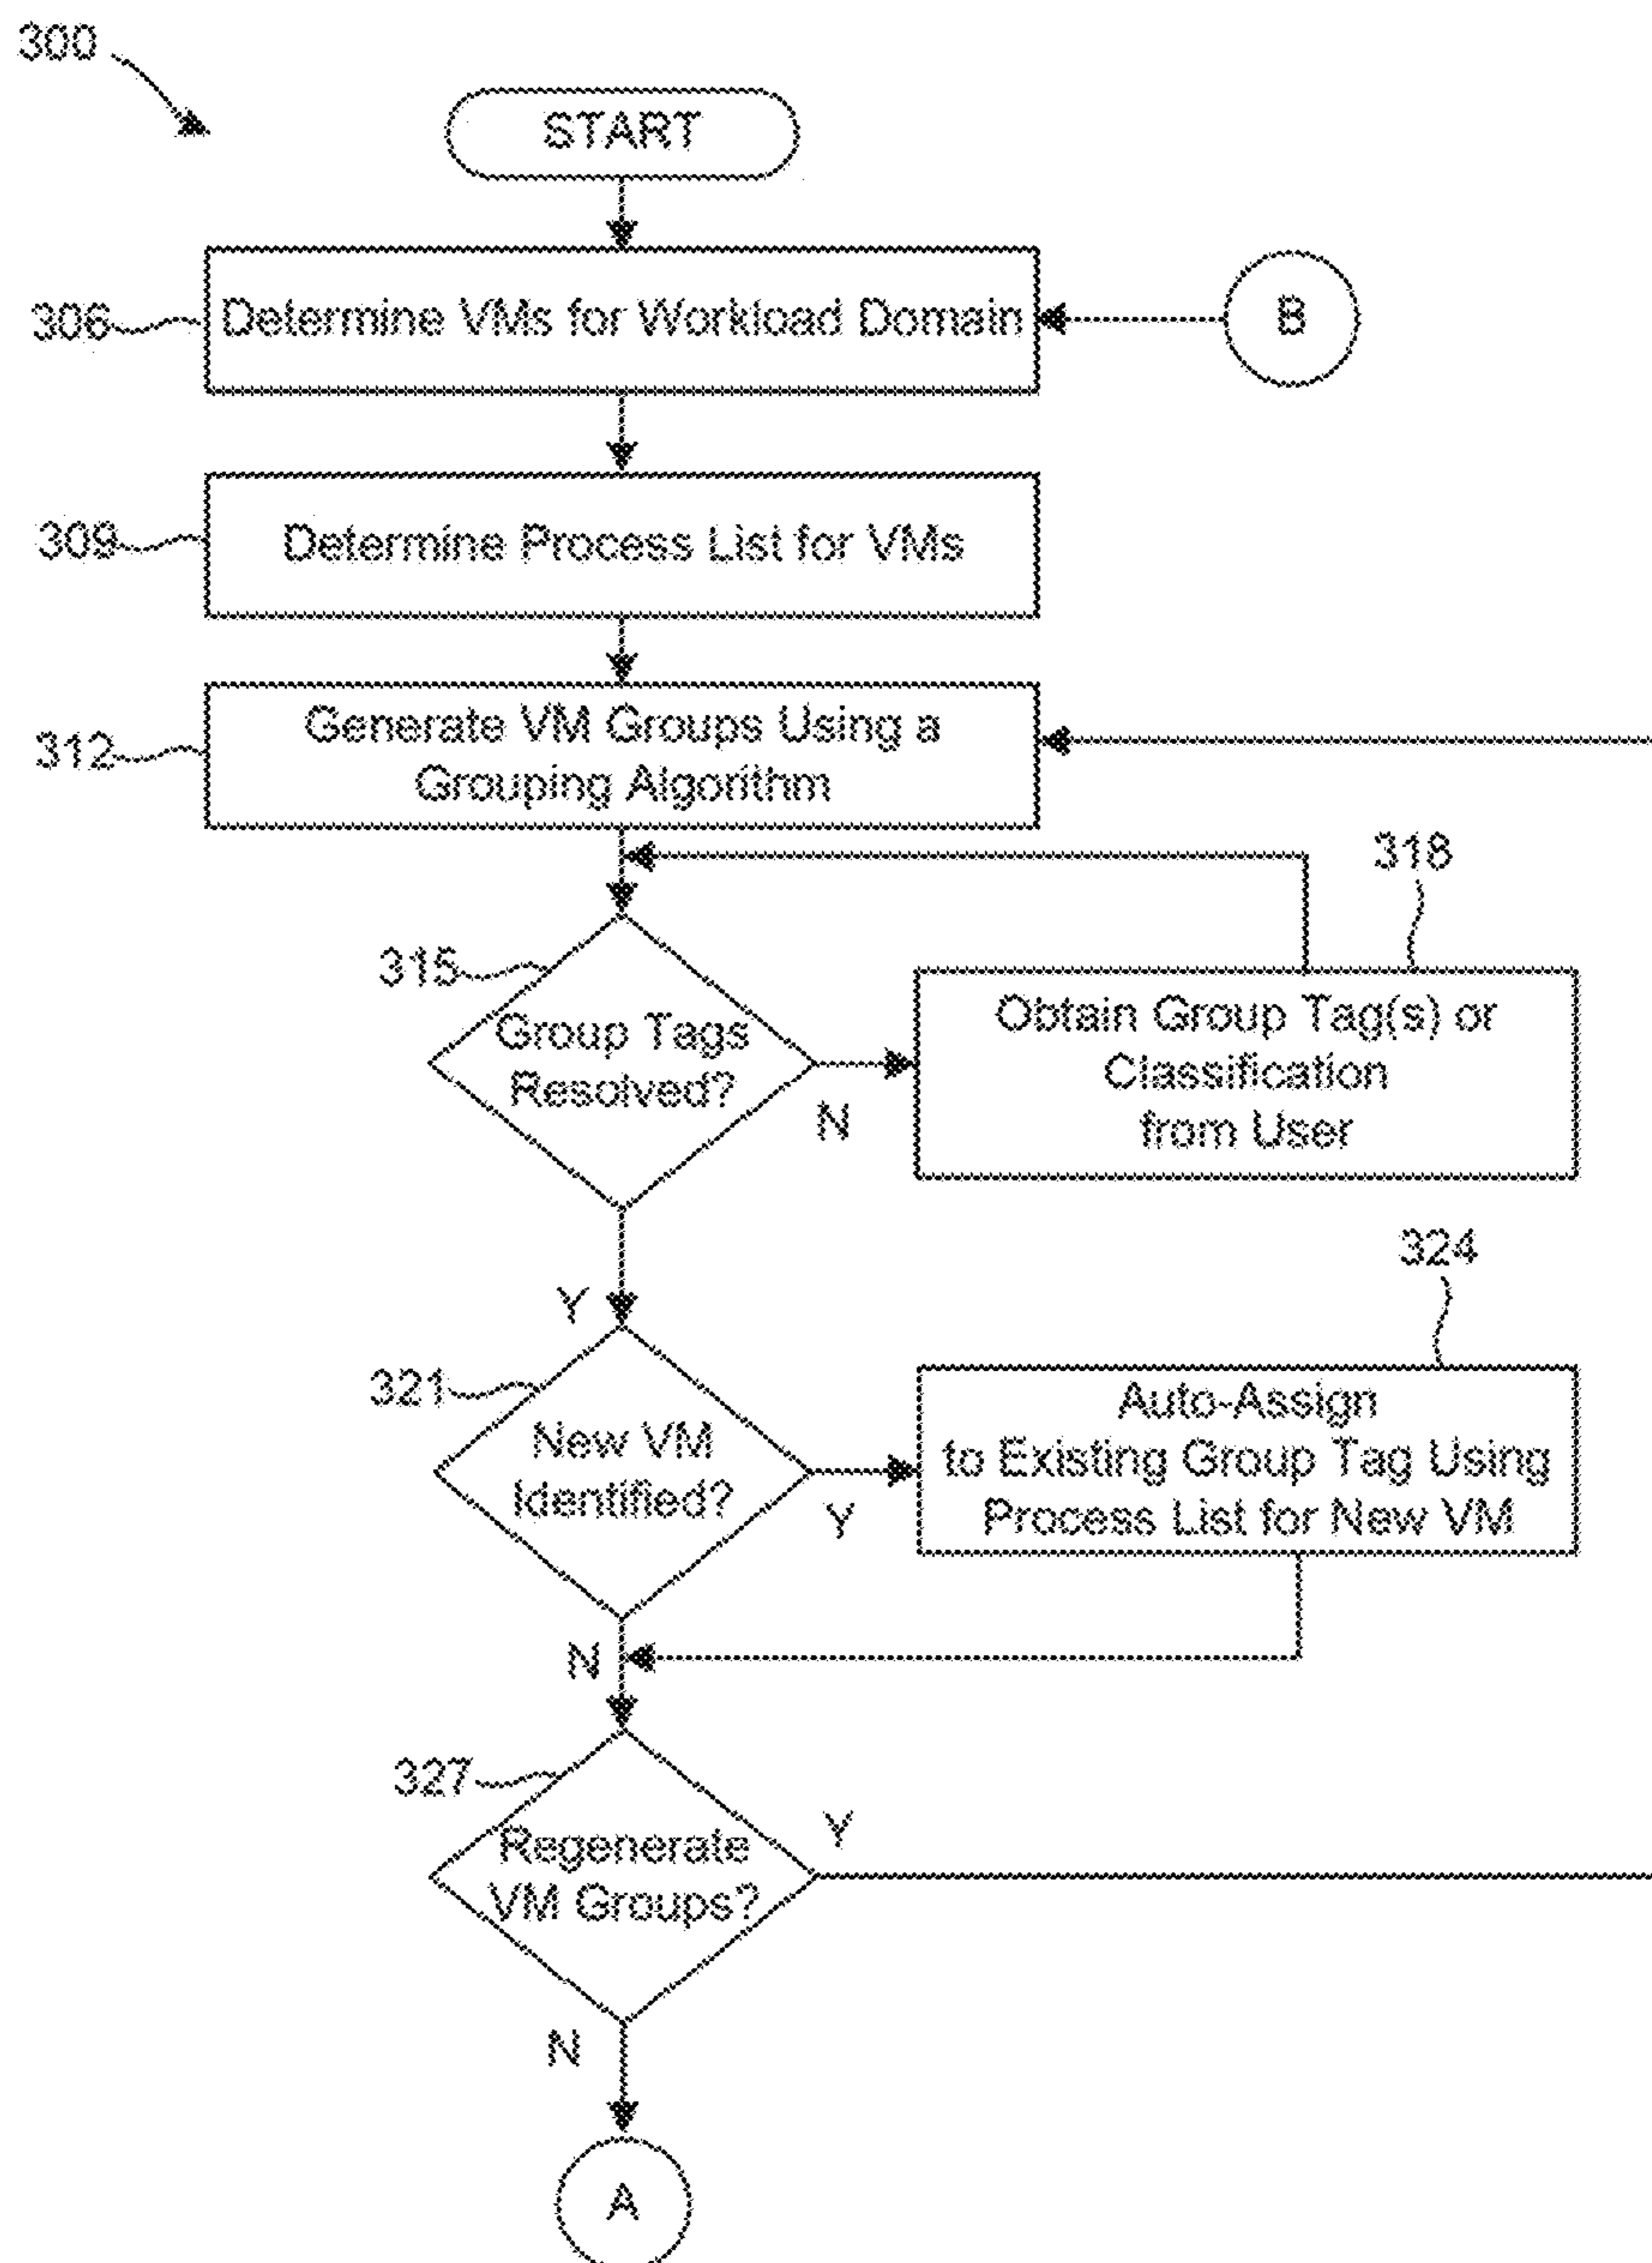 300
START
306
Determine VMs for Workload Domain
B
309
Determine Process List for VMs
312
Generate VM Groups Using a
Grouping Algorithm
318
315
Group Tags
Resolved?
N
Obtain Group Tag(s) or
Classification
from User
Y
324
321
New VM
Identified?
Y
Auto-Assign
to Existing Group Tag Using
Process List for New VM
N
327
Regenerate
VM Groups?
Y
N
A